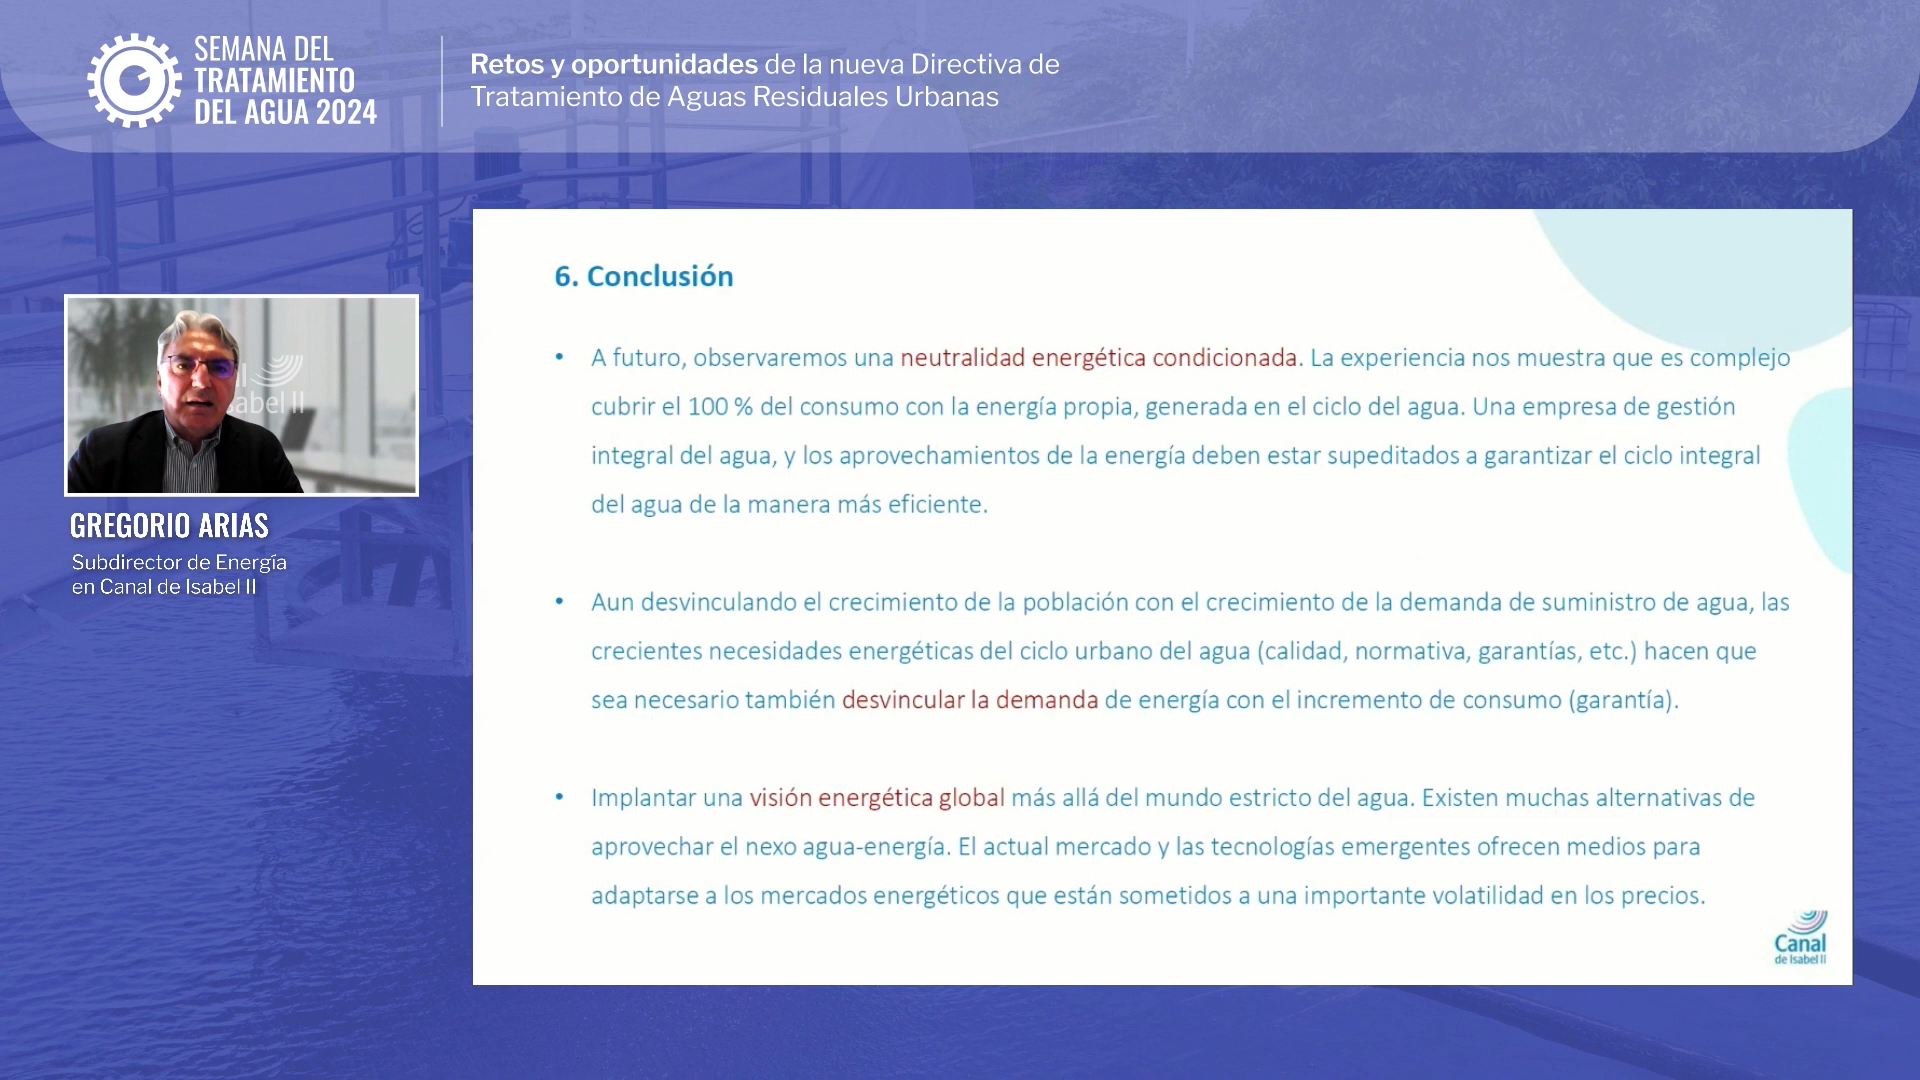 SEMANA DEL
TRATAMIENTO
DEL AGUA 2024
Retos y oportunidades de la nueva Directiva de
Tratamiento de Aguas Residuales Urbanas
GREGORIO ARIAS
Subdirector de Energía
en Canal de Isabel II
6. Conclusión
• A futuro, observaremos una neutralidad energética condicionada. La experiencia nos muestra que es complejo
cubrir el 100 % del consumo con la energía propia, generada en el ciclo del agua. Una empresa de gestión
integral del agua, y los aprovechamientos de la energía deben estar supeditados a garantizar el ciclo integral
del agua de la manera más eficiente.
• Aun desvinculando el crecimiento de la población con el crecimiento de la demanda de suministro de agua, las
crecientes necesidades energéticas del ciclo urbano del agua (calidad, normativa, garantías, etc.) hacen que
sea necesario también desvincular la demanda de energía con el incremento de consumo (garantía).
• Implantar una visión energética global más allá del mundo estricto del agua. Existen muchas alternativas de
aprovechar el nexo agua-energía. El actual mercado y las tecnologías emergentes ofrecen medios para
adaptarse a los mercados energéticos que están sometidos a una importante volatilidad en los precios.
Canal
de Isabel II